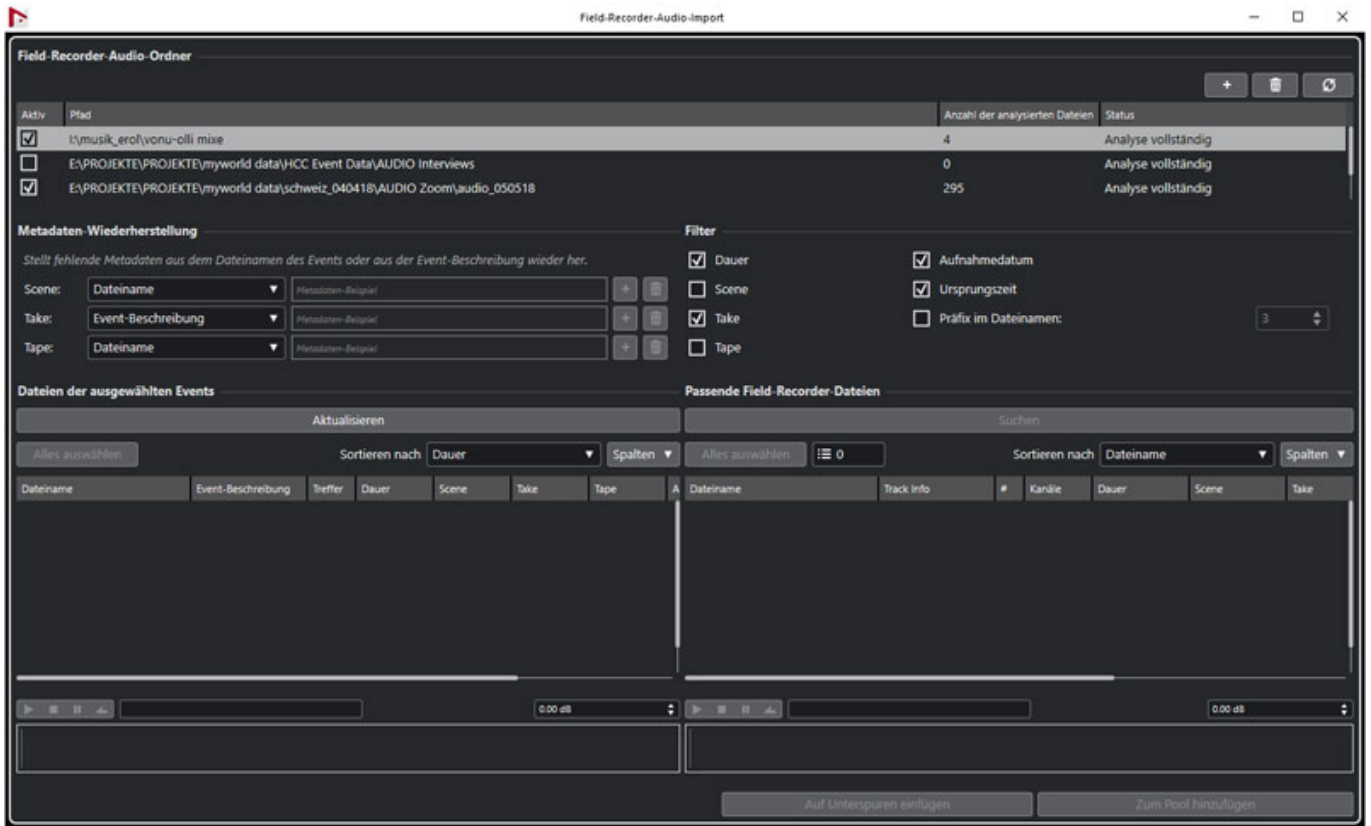 Field-Recorder-Audio-Import
Field-Recorder-Audio-Ordner
Aktiv Pfad Anzahl der analysierten Dateien Status
I:\musik_erol\vonu-olli mixe 4 Analyse vollständig
E:\PROJEKTE\PROJEKTE\myworld data\HCC Event Data\AUDIO Interviews 0 Analyse vollständig
E:\PROJEKTE\PROJEKTE\myworld data\schweiz_040418\AUDIO Zoom\audio_050518 295 Analyse vollständig
Metadaten-Wiederherstellung Filter
Stellt fehlende Metadaten aus dem Dateinamen des Events oder aus der Event-Beschreibung wieder her. Dauer Aufnahmedatum
Scene: Dateiname Metadaten-Beispiel Scene Ursprungszeit
Take: Event-Beschreibung Metadaten-Beispiel Take Präfix im Dateinamen: 3
Tape: Dateiname Metadaten-Beispiel Tape
Dateien der ausgewählten Events Passende Field-Recorder-Dateien
Aktualisieren Suchen
Alles auswählen Sortieren nach Dauer Spalten Alles auswählen 0 Sortieren nach Dateiname Spalten
Dateiname Event-Beschreibung Treffer Dauer Scene Take Tape A Dateiname Track Info # Kanäle Dauer Scene Take
0.00 dB 0.00 dB
Auf Unterspuren einfügen Zum Pool hinzufügen